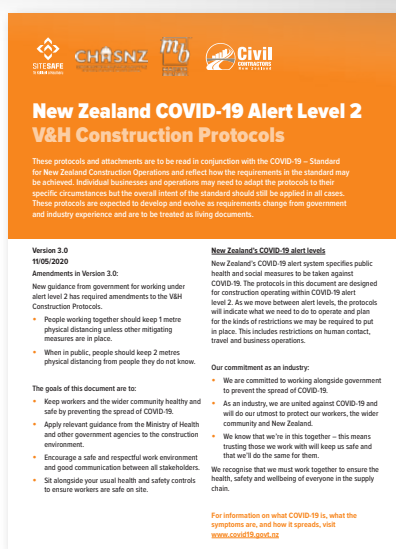 SITESAFE
CHASNZ
mb
Civil
CONTRACTORS
New Zealand
New Zealand COVID-19 Alert Level 2
V&H Construction Protocols
These protocols and attachments are to be read in conjunction with the COVID-19 – Standard
for New Zealand Construction Operations and reflect how the requirements in the standard may
be achieved. Individual businesses and operations may need to adapt the protocols to their
specific circumstances but the overall intent of the standard should still be applied in all cases.
These protocols are expected to develop and evolve as requirements change from government
and industry experience and are to be treated as living documents.
Version 3.0
11/05/2020
Amendments in Version 3.0:
New guidance from government for working under
alert level 2 has required amendments to the V&H
Construction Protocols.
• People working together should keep 1 metre
physical distancing unless other mitigating
measures are in place.
• When in public, people should keep 2 metres
physical distancing from people they do not know.
The goals of this document are to:
• Keep workers and the wider community healthy and
safe by preventing the spread of COVID-19.
• Apply relevant guidance from the Ministry of Health
and other government agencies to the construction
environment.
• Encourage a safe and respectful work environment
and good communication between all stakeholders.
• Sit alongside your usual health and safety controls
to ensure workers are safe on site.
New Zealand's COVID-19 alert levels
New Zealand's COVID-19 alert system specifies public
health and social measures to be taken against
COVID-19. The protocols in this document are designed
for construction operating within COVID-19 alert
level 2. As we move between alert levels, the protocols
will indicate what we need to do to operate and plan
for the kinds of restrictions we may be required to put
in place. This includes restrictions on human contact,
travel and business operations.
Our commitment as an industry:
• We are committed to working alongside government
to prevent the spread of COVID-19.
• As an industry, we are united against COVID-19 and
will do our utmost to protect our workers, the wider
community and New Zealand.
• We know that we're in this together – this means
trusting those we work with will keep us safe and
that we'll do the same for them.
We recognise that we must work together to ensure the
health, safety and wellbeing of everyone in the supply
chain.
For information on what COVID-19 is, what the
symptoms are, and how it spreads, visit
www.covid19.govt.nz